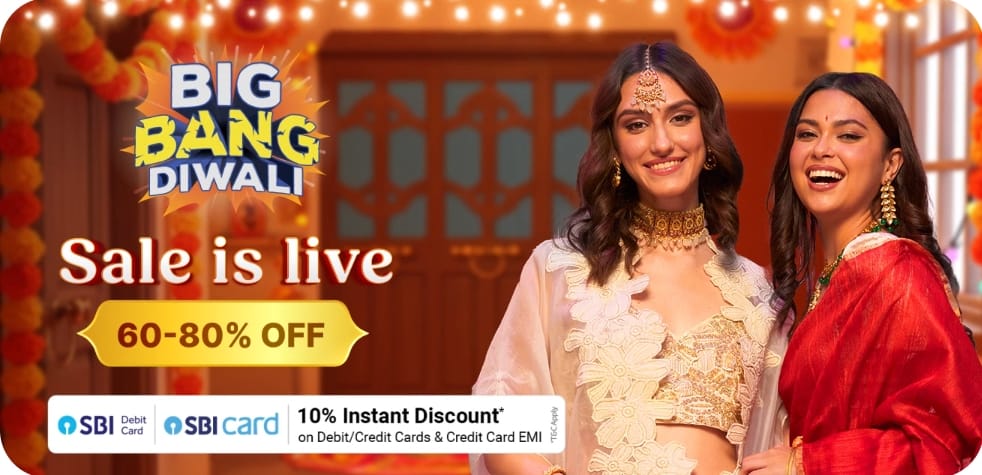 BIG
BANG
DIWALI
Sale is live
60-80% OFF
SBI Debit Card
SBI card
10% Instant Discount*
on Debit/Credit Cards & Credit Card EMI
*T&C Apply